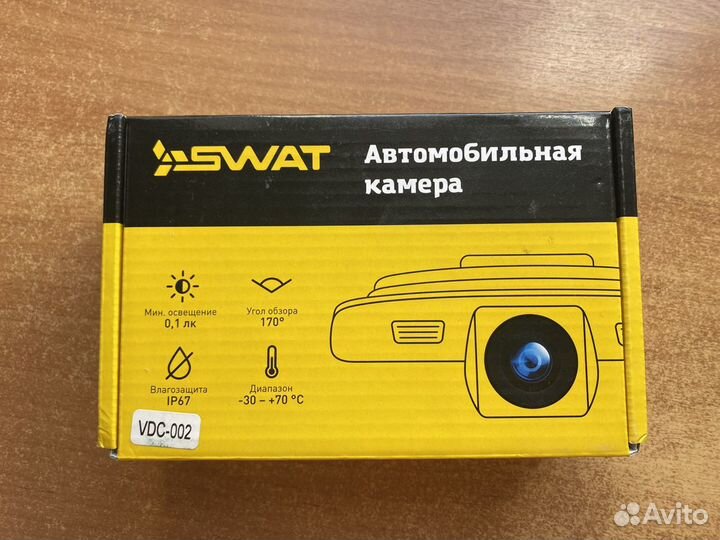 SWAT
Автомобильная
камера
Мин. освещение
0,1 лк
Угол обзора
170°
Влагозащита
IP67
Диапазон
-30 – +70 °C
VDC-002
Avito